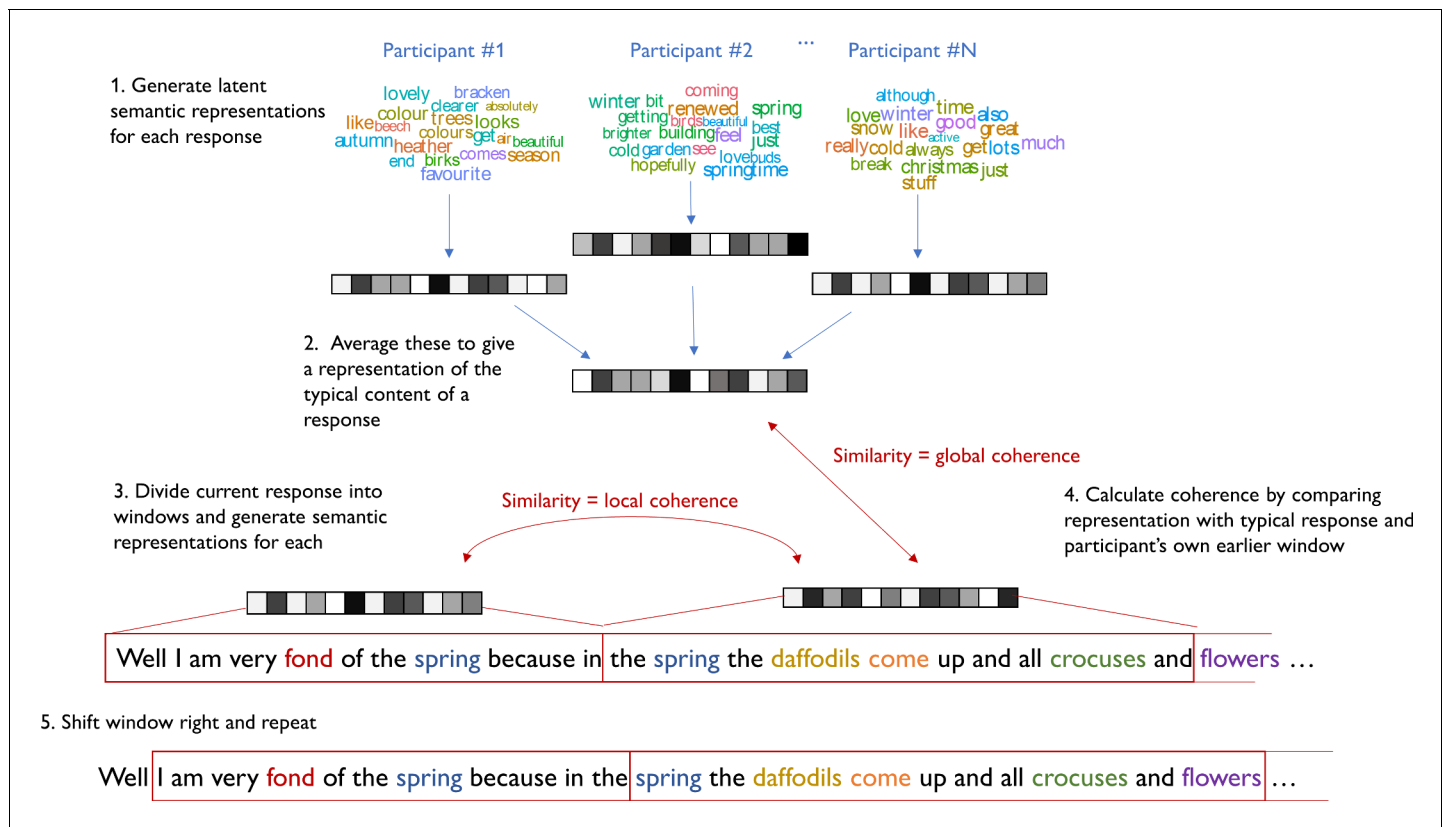 Participant #1
Participant #2
...
Participant #N
1. Generate latent
semantic representations
for each response
lovely bracken
clearer absolutely
colour trees looks
like beech colours get air beautiful
autumn heather
end birks comes season
favourite
coming
winter bit renewed spring
getting birds beautiful best
brighter building feel just
cold garden see lovebuds
hopefully springtime
although
love winter time also
snow like good great
active
really cold always get lots much
break christmas just
stuff
2. Average these to give
a representation of the
typical content of a
response
Similarity = global coherence
3. Divide current response into
windows and generate semantic
representations for each
Similarity = local coherence
4. Calculate coherence by comparing
representation with typical response and
participant's own earlier window
Well I am very fond of the spring because in the spring the daffodils come up and all crocuses and flowers ...
5. Shift window right and repeat
Well I am very fond of the spring because in the spring the daffodils come up and all crocuses and flowers ...